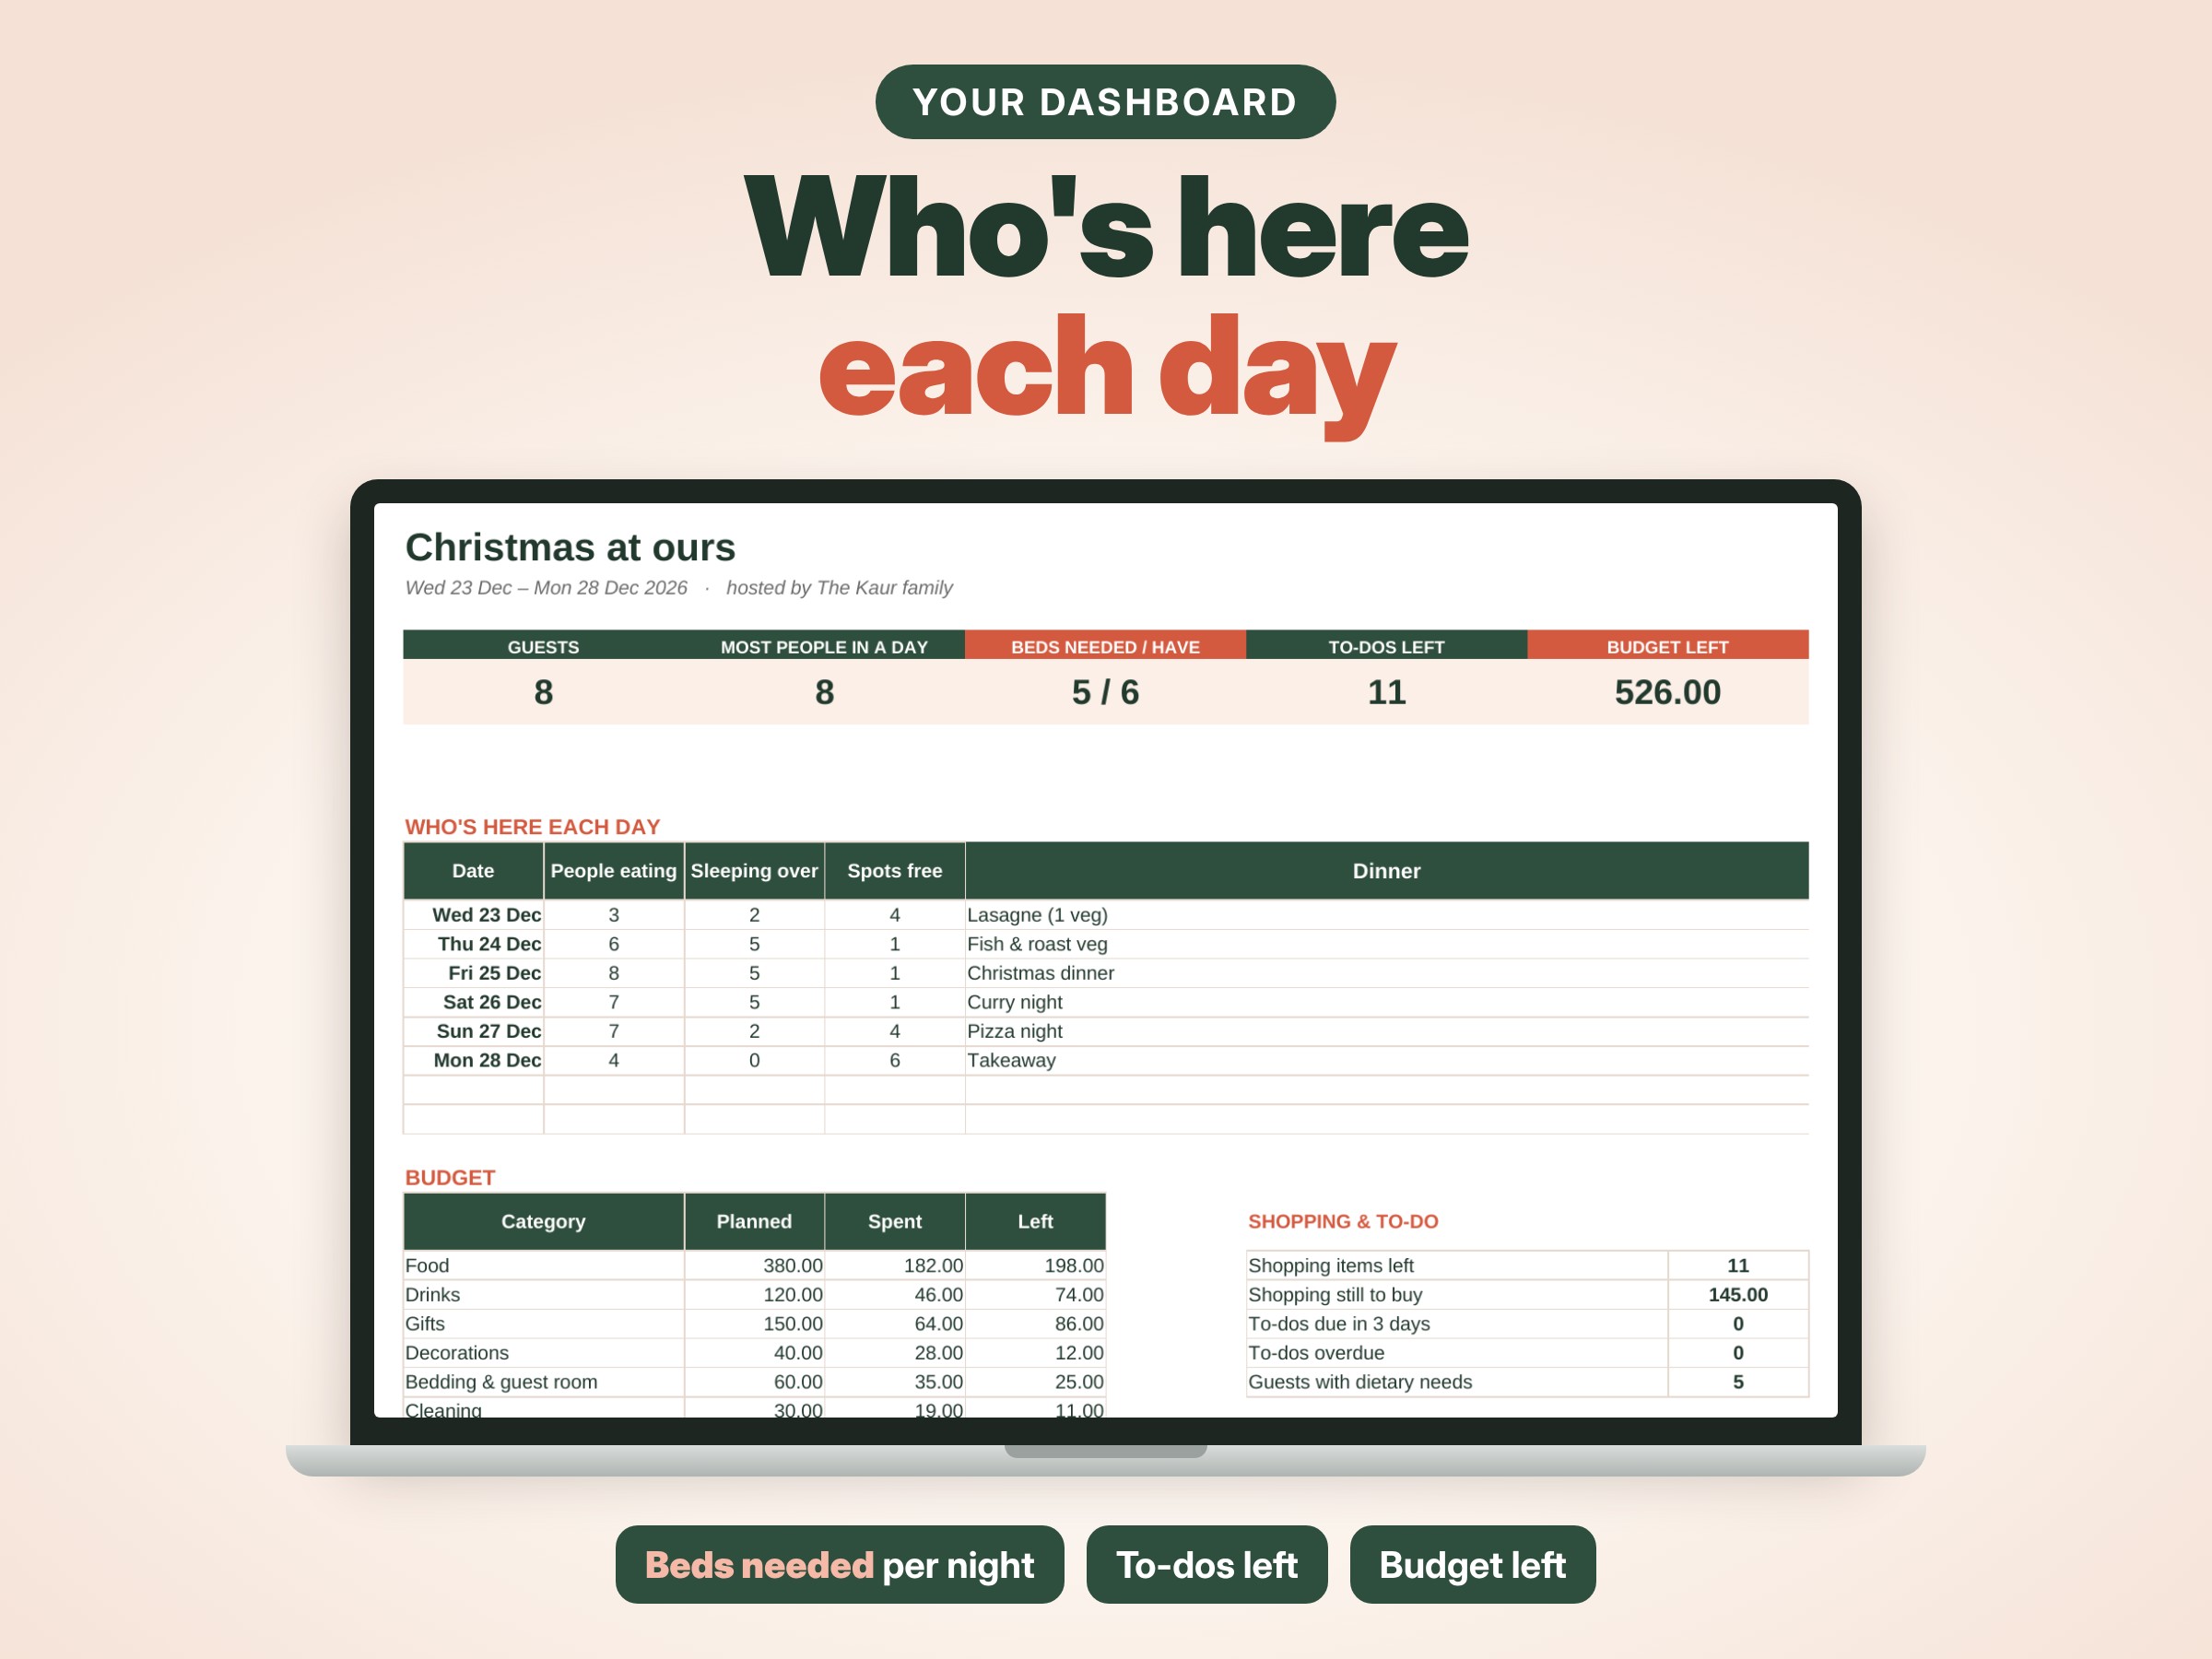 YOUR DASHBOARD
Who's here
each day
Christmas at ours
Wed 23 Dec – Mon 28 Dec 2026 · hosted by The Kaur family
GUESTS MOST PEOPLE IN A DAY BEDS NEEDED / HAVE TO-DOS LEFT BUDGET LEFT
8 8 5 / 6 11 526.00
WHO'S HERE EACH DAY
Date People eating Sleeping over Spots free Dinner
Wed 23 Dec 3 2 4 Lasagne (1 veg)
Thu 24 Dec 6 5 1 Fish & roast veg
Fri 25 Dec 8 5 1 Christmas dinner
Sat 26 Dec 7 5 1 Curry night
Sun 27 Dec 7 2 4 Pizza night
Mon 28 Dec 4 0 6 Takeaway
BUDGET
Category Planned Spent Left
Food 380.00 182.00 198.00
Drinks 120.00 46.00 74.00
Gifts 150.00 64.00 86.00
Decorations 40.00 28.00 12.00
Bedding & guest room 60.00 35.00 25.00
Cleaning 30.00 19.00 11.00
SHOPPING & TO-DO
Shopping items left 11
Shopping still to buy 145.00
To-dos due in 3 days 0
To-dos overdue 0
Guests with dietary needs 5
Beds needed per night
To-dos left
Budget left